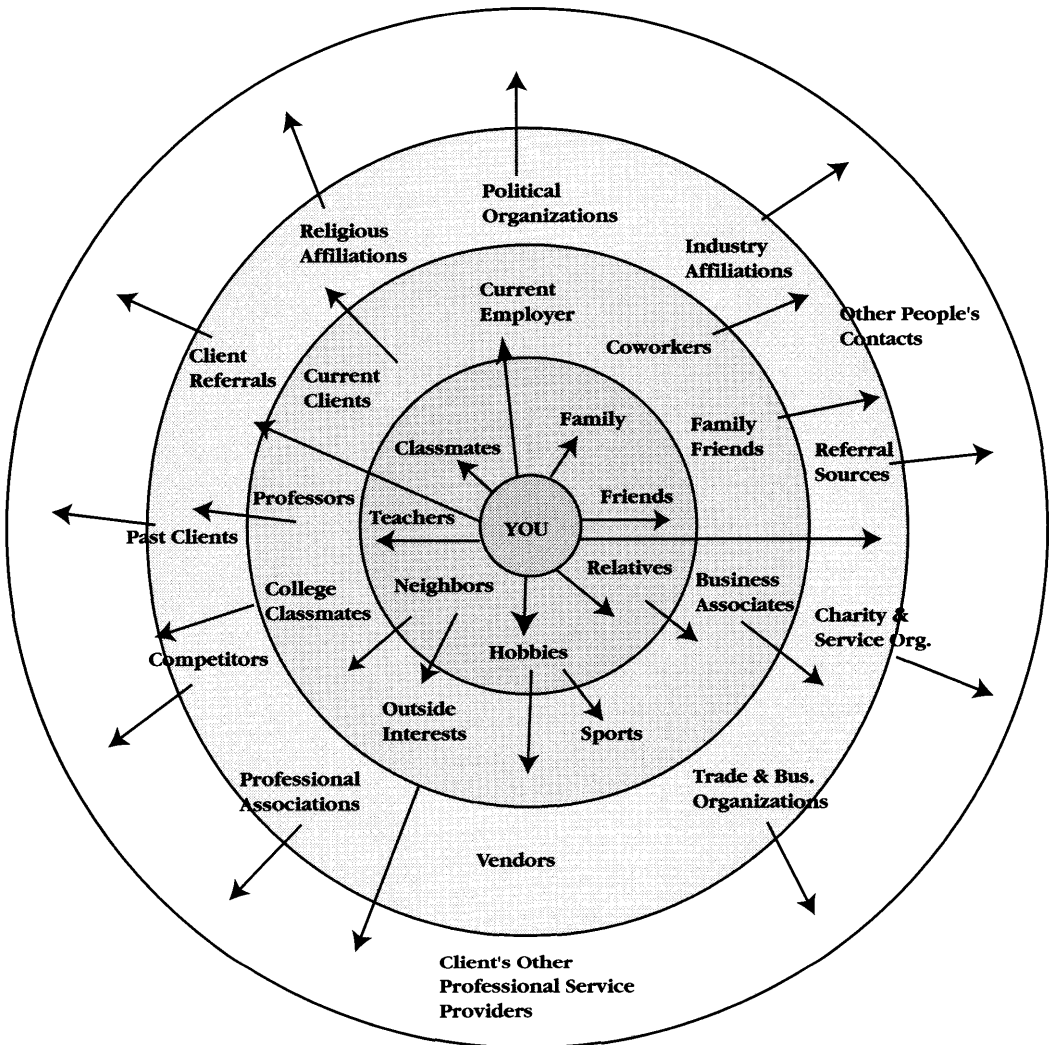 Political
Organizations
Religious
Affiliations
Industry
Affiliations
Current
Employer
Other People's
Contacts
Coworkers
Client
Referrals
Current
Clients
Family
Family
Friends
Classmates
Referral
Sources
Professors
Friends
Teachers
YOU
Past Clients
Relatives
Neighbors
Business
Associates
College
Classmates
Charity &
Service Org.
Hobbies
Competitors
Outside
Interests
Sports
Professional
Associations
Trade & Bus.
Organizations
Vendors
Client's Other
Professional Service
Providers